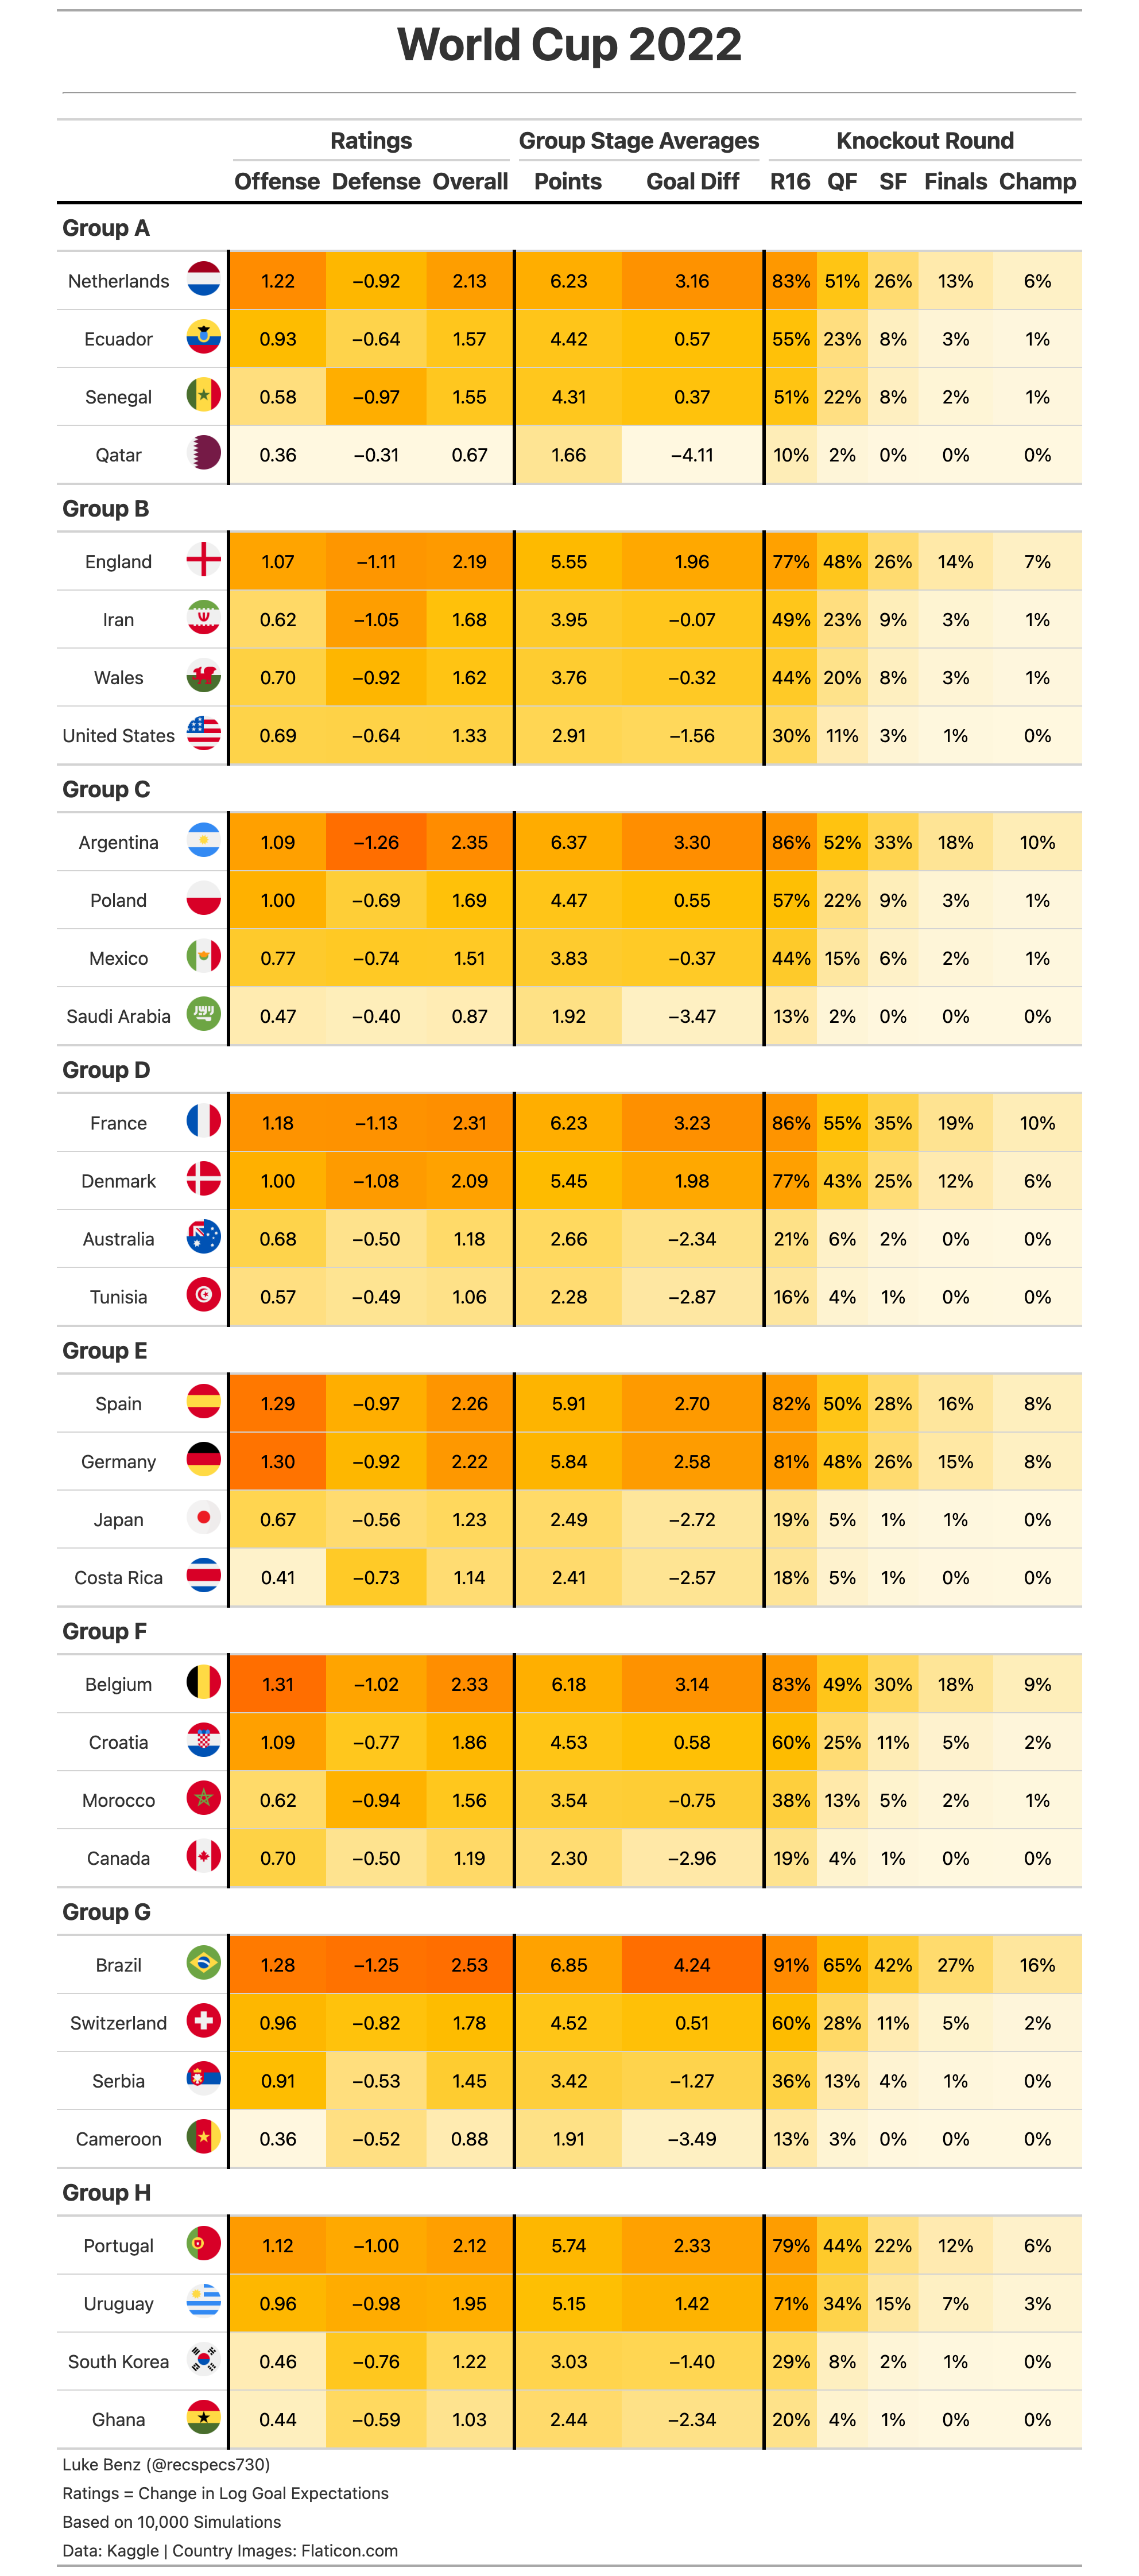 World Cup 2022
Ratings Group Stage Averages Knockout Round
Offense Defense Overall Points Goal Diff R16 QF SF Finals Champ
Group A
Netherlands 1.22 −0.92 2.13 6.23 3.16 83% 51% 26% 13% 6%
Ecuador 0.93 −0.64 1.57 4.42 0.57 55% 23% 8% 3% 1%
Senegal 0.58 −0.97 1.55 4.31 0.37 51% 22% 8% 2% 1%
Qatar 0.36 −0.31 0.67 1.66 −4.11 10% 2% 0% 0% 0%
Group B
England 1.07 −1.11 2.19 5.55 1.96 77% 48% 26% 14% 7%
Iran 0.62 −1.05 1.68 3.95 −0.07 49% 23% 9% 3% 1%
Wales 0.70 −0.92 1.62 3.76 −0.32 44% 20% 8% 3% 1%
United States 0.69 −0.64 1.33 2.91 −1.56 30% 11% 3% 1% 0%
Group C
Argentina 1.09 −1.26 2.35 6.37 3.30 86% 52% 33% 18% 10%
Poland 1.00 −0.69 1.69 4.47 0.55 57% 22% 9% 3% 1%
Mexico 0.77 −0.74 1.51 3.83 −0.37 44% 15% 6% 2% 1%
Saudi Arabia 0.47 −0.40 0.87 1.92 −3.47 13% 2% 0% 0% 0%
Group D
France 1.18 −1.13 2.31 6.23 3.23 86% 55% 35% 19% 10%
Denmark 1.00 −1.08 2.09 5.45 1.98 77% 43% 25% 12% 6%
Australia 0.68 −0.50 1.18 2.66 −2.34 21% 6% 2% 0% 0%
Tunisia 0.57 −0.49 1.06 2.28 −2.87 16% 4% 1% 0% 0%
Group E
Spain 1.29 −0.97 2.26 5.91 2.70 82% 50% 28% 16% 8%
Germany 1.30 −0.92 2.22 5.84 2.58 81% 48% 26% 15% 8%
Japan 0.67 −0.56 1.23 2.49 −2.72 19% 5% 1% 1% 0%
Costa Rica 0.41 −0.73 1.14 2.41 −2.57 18% 5% 1% 0% 0%
Group F
Belgium 1.31 −1.02 2.33 6.18 3.14 83% 49% 30% 18% 9%
Croatia 1.09 −0.77 1.86 4.53 0.58 60% 25% 11% 5% 2%
Morocco 0.62 −0.94 1.56 3.54 −0.75 38% 13% 5% 2% 1%
Canada 0.70 −0.50 1.19 2.30 −2.96 19% 4% 1% 0% 0%
Group G
Brazil 1.28 −1.25 2.53 6.85 4.24 91% 65% 42% 27% 16%
Switzerland 0.96 −0.82 1.78 4.52 0.51 60% 28% 11% 5% 2%
Serbia 0.91 −0.53 1.45 3.42 −1.27 36% 13% 4% 1% 0%
Cameroon 0.36 −0.52 0.88 1.91 −3.49 13% 3% 0% 0% 0%
Group H
Portugal 1.12 −1.00 2.12 5.74 2.33 79% 44% 22% 12% 6%
Uruguay 0.96 −0.98 1.95 5.15 1.42 71% 34% 15% 7% 3%
South Korea 0.46 −0.76 1.22 3.03 −1.40 29% 8% 2% 1% 0%
Ghana 0.44 −0.59 1.03 2.44 −2.34 20% 4% 1% 0% 0%
Luke Benz (@recspecs730)
Ratings = Change in Log Goal Expectations
Based on 10,000 Simulations
Data: Kaggle | Country Images: Flaticon.com